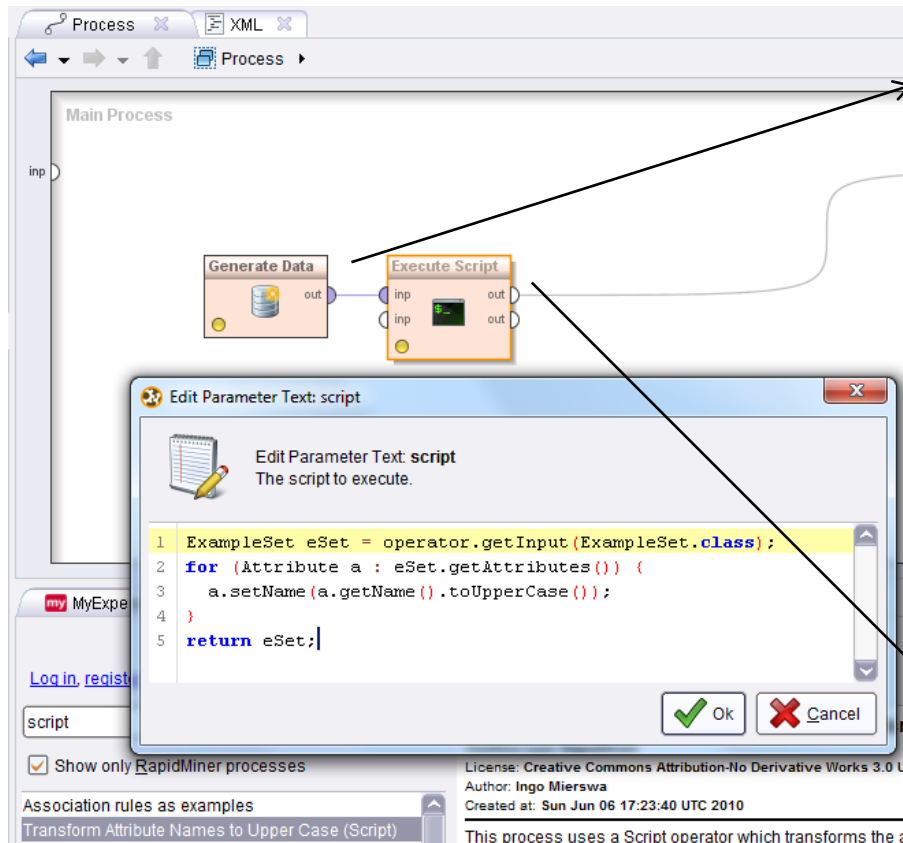 Process XML
Process
Main Process
inp
Generate Data
out
Execute Script
inp out
inp out
Edit Parameter Text: script
Edit Parameter Text: script
The script to execute.
1 ExampleSet eSet = operator.getInput(ExampleSet.class);
2 for (Attribute a : eSet.getAttributes()) {
3 a.setName(a.getName().toUpperCase());
4 }
5 return eSet;
Ok Cancel
my MyExpe
Log in, regist
script
Show only RapidMiner processes
Association rules as examples
Transform Attribute Names to Upper Case (Script)
License: Creative Commons Attribution-No Derivative Works 3.0 U
Author: Ingo Mierswa
Created at: Sun Jun 06 17:23:40 UTC 2010
This process uses a Script operator which transforms the a